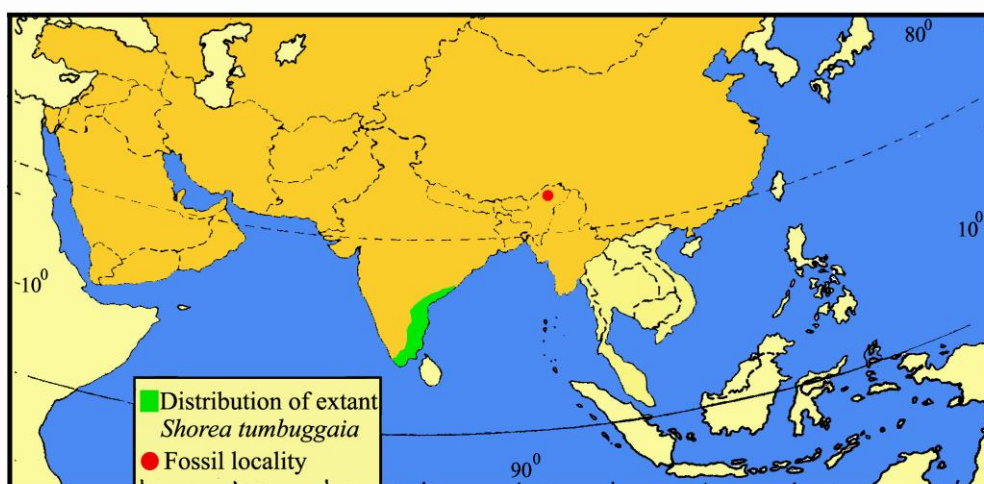 80⁰
10⁰
10⁰
Distribution of extant
Shorea tumbuggaia
Fossil locality
90⁰